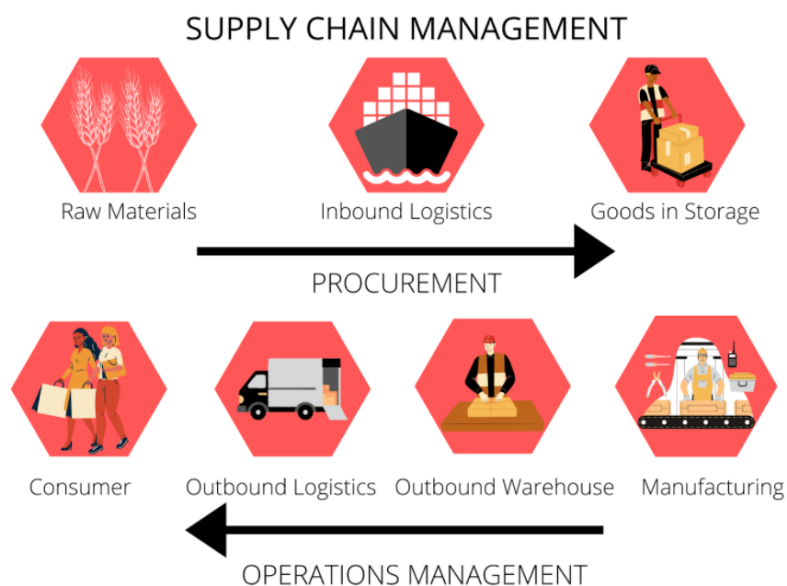 SUPPLY CHAIN MANAGEMENT
Raw Materials
Inbound Logistics
Goods in Storage
PROCUREMENT
Consumer
Outbound Logistics
Outbound Warehouse
Manufacturing
OPERATIONS MANAGEMENT